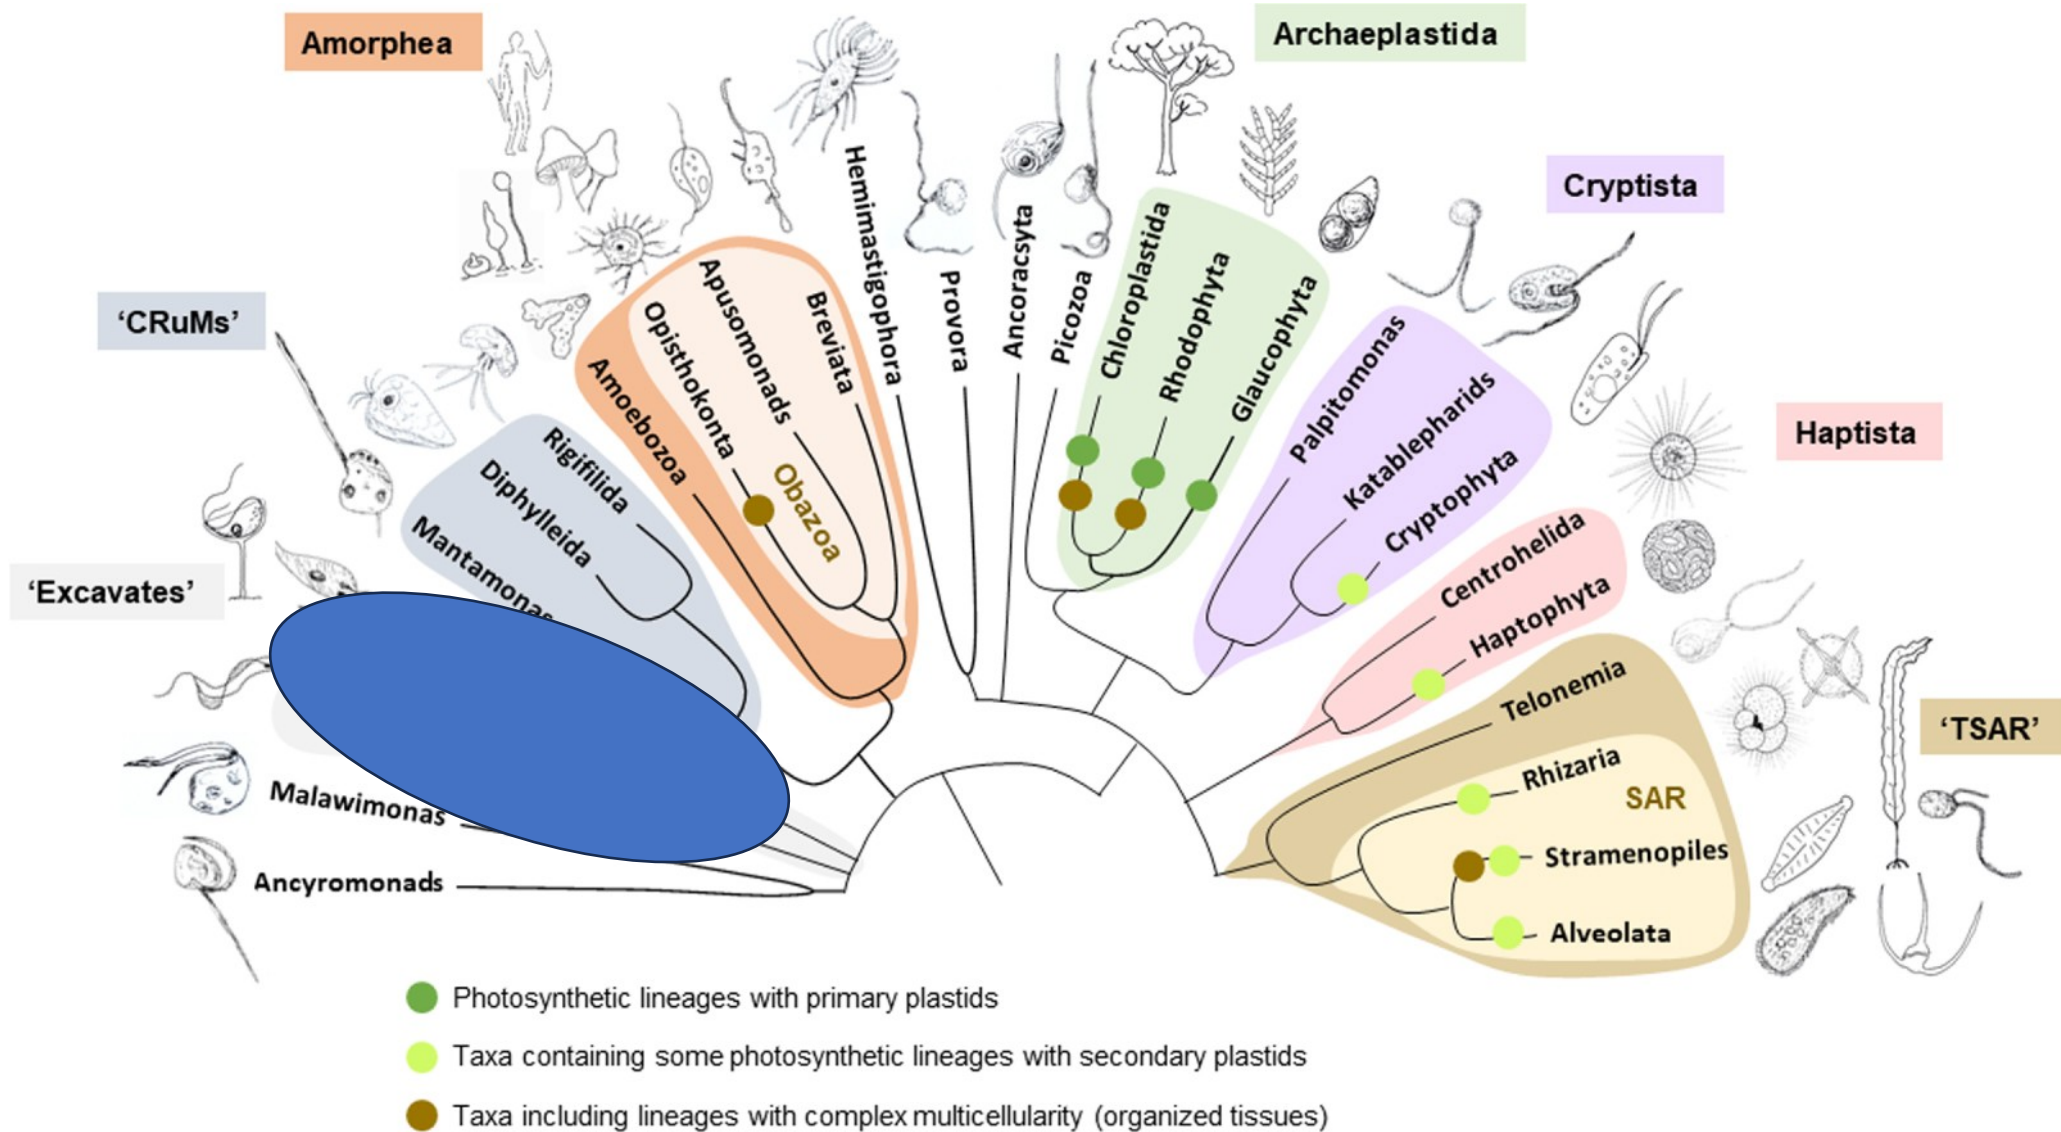 Amorphea
Archaeplastida
Cryptista
‘CRuMs’
Haptista
‘Excavates’
‘TSAR’
Ancyromonads
Malawimonas
Mantamonas
Diphylleida
Rigifilida
Amoebozoa
Opisthokonta
Apusomonads
Breviata
Obazoa
Hemimastigophora
Provora
Ancoracsyta
Picozoa
Chloroplastida
Rhodophyta
Glaucophyta
Palpitomonas
Katablepharids
Cryptophyta
Centrohelida
Haptophyta
Telonemia
Rhizaria
SAR
Stramenopiles
Alveolata
Photosynthetic lineages with primary plastids
Taxa containing some photosynthetic lineages with secondary plastids
Taxa including lineages with complex multicellularity (organized tissues)